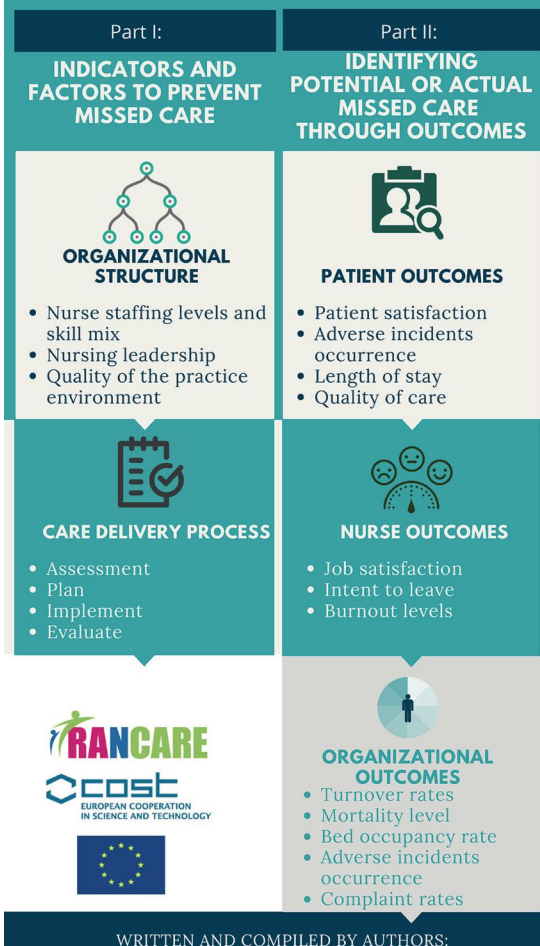 Part I:
INDICATORS AND
FACTORS TO PREVENT
MISSED CARE
ORGANIZATIONAL
STRUCTURE
• Nurse staffing levels and
skill mix
• Nursing leadership
• Quality of the practice
environment
CARE DELIVERY PROCESS
• Assessment
• Plan
• Implement
• Evaluate
RANCARE
cost
EUROPEAN COOPERATION
IN SCIENCE AND TECHNOLOGY
Part II:
IDENTIFYING
POTENTIAL OR ACTUAL
MISSED CARE
THROUGH OUTCOMES
PATIENT OUTCOMES
• Patient satisfaction
• Adverse incidents
occurrence
• Length of stay
• Quality of care
NURSE OUTCOMES
• Job satisfaction
• Intent to leave
• Burnout levels
ORGANIZATIONAL
OUTCOMES
• Turnover rates
• Mortality level
• Bed occupancy rate
• Adverse incidents
occurrence
• Complaint rates
WRITTEN AND COMPILED BY AUTHORS: